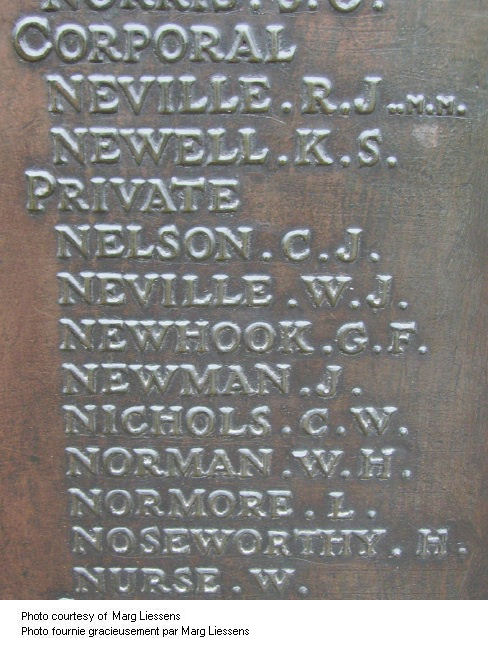 NORRIS.S.O.
CORPORAL
NEVILLE.R.J.,M.M.
NEWELL.K.S.
PRIVATE
NELSON.C.J.
NEVILLE.W.J.
NEWHOOK.G.F.
NEWMAN.J.
NICHOLS.C.W.
NORMAN.W.H.
NORMORE.L.
NOSEWORTHY.H.
NURSE.W.
Photo courtesy of Marg Liessens
Photo fournie gracieusement par Marg Liessens